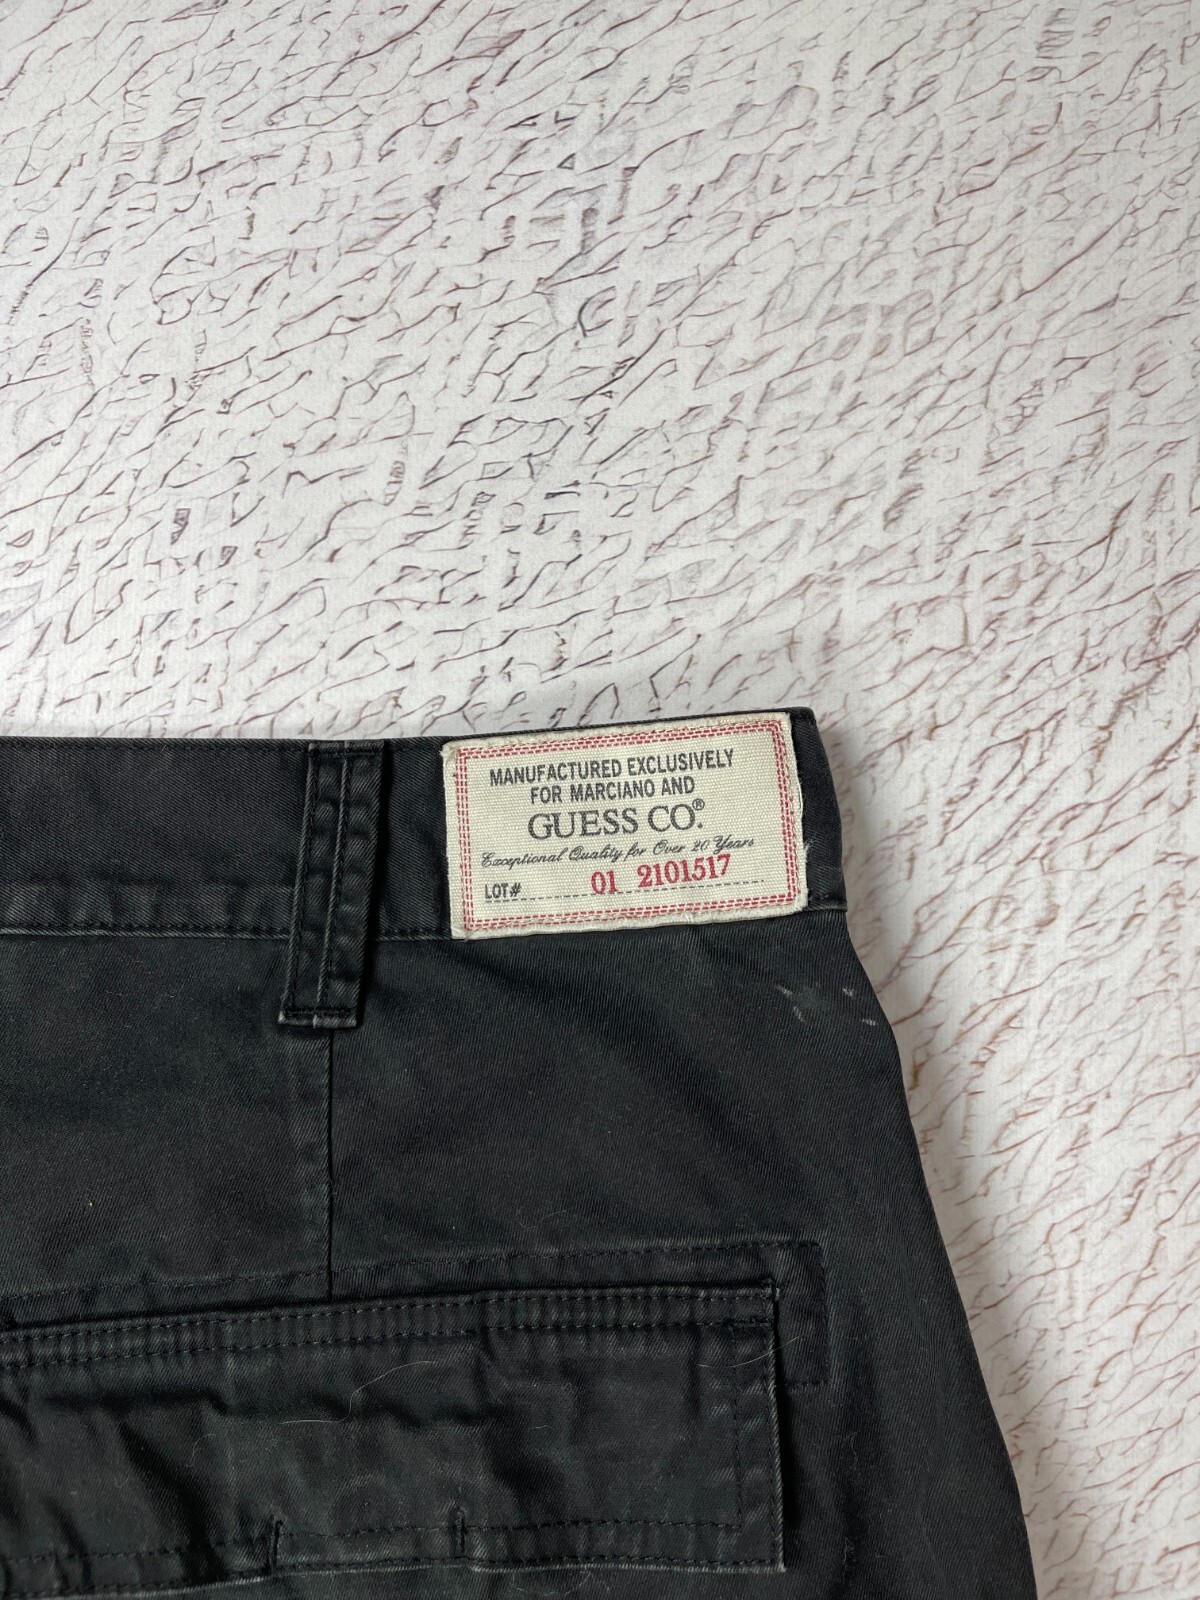 MANUFACTURED EXCLUSIVELY
FOR MARCIANO AND
GUESS CO.®
Exceptional Quality for Over 20 Years
LOT# 01 2101517